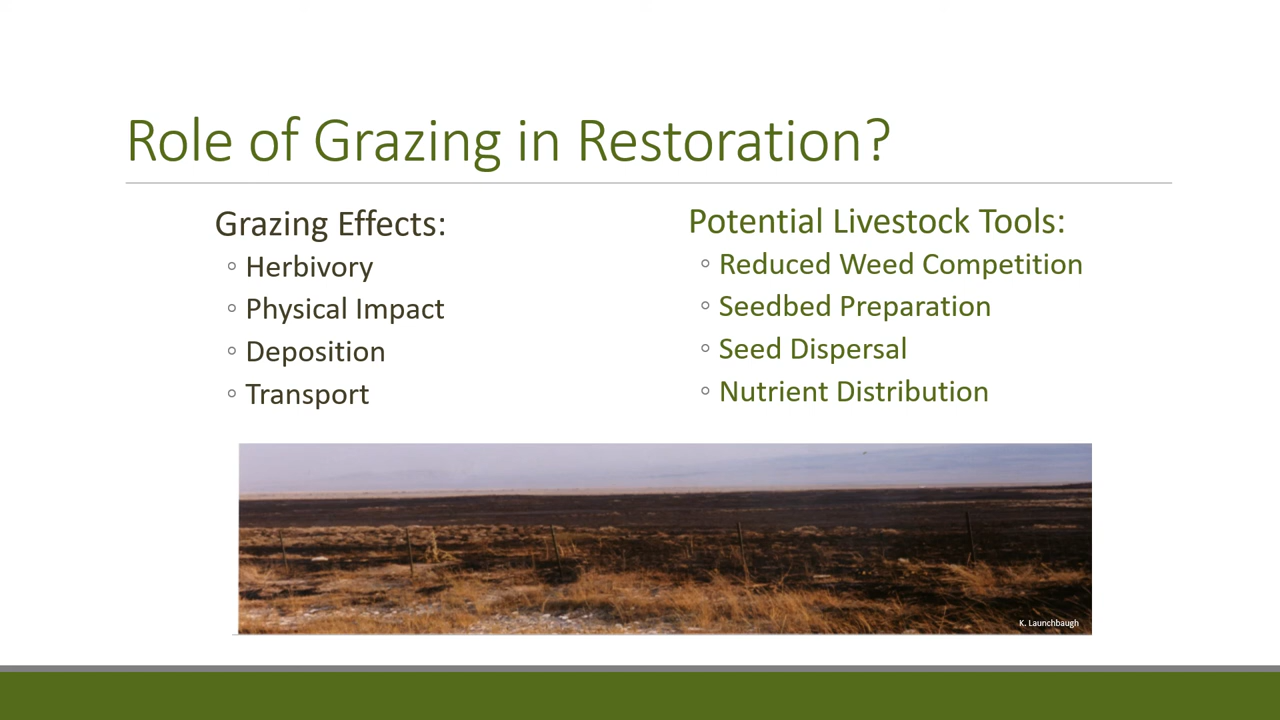 Role of Grazing in Restoration?
Grazing Effects:
◦ Herbivory
◦ Physical Impact
◦ Deposition
◦ Transport
Potential Livestock Tools:
◦ Reduced Weed Competition
◦ Seedbed Preparation
◦ Seed Dispersal
◦ Nutrient Distribution
K. Launchbaugh